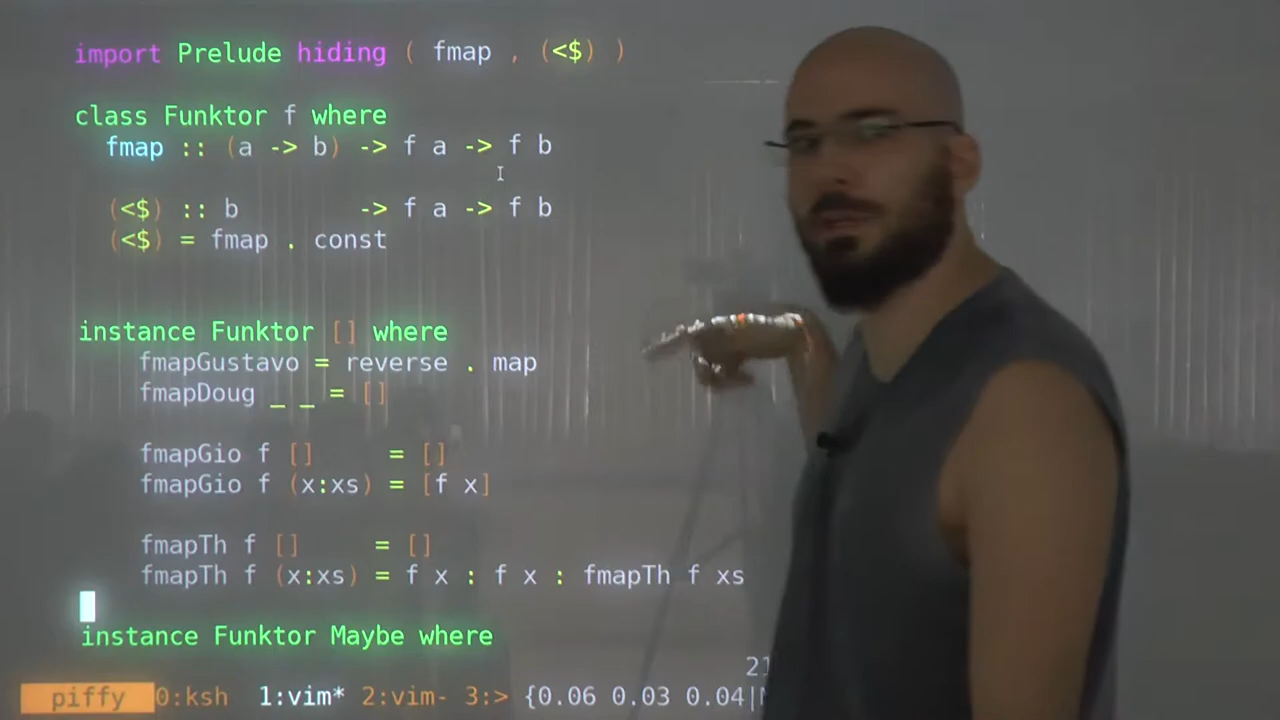 import Prelude hiding ( fmap , (<$) )
class Funktor f where
fmap :: (a -> b) -> f a -> f b
(<$) :: b -> f a -> f b
(<$) = fmap . const
instance Funktor [] where
fmapGustavo = reverse . map
fmapDoug _ _ = []
fmapGio f [] = []
fmapGio f (x:xs) = [f x]
fmapTh f [] = []
fmapTh f (x:xs) = f x : f x : fmapTh f xs
instance Funktor Maybe where
21
piffy 0:ksh 1:vim* 2:vim- 3:> {0.06 0.03 0.04|